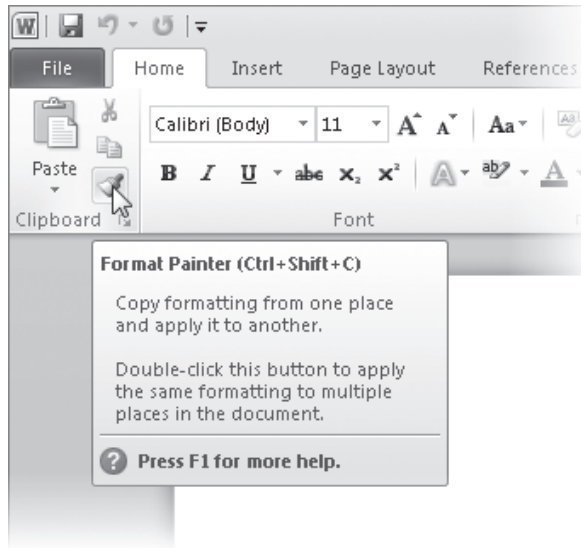 W
File Home Insert Page Layout References
Calibri (Body) 11 A A Aa
Paste B I U abe x₂ x² A ab A
Clipboard Font
Format Painter (Ctrl+Shift+C)
Copy formatting from one place
and apply it to another.
Double-click this button to apply
the same formatting to multiple
places in the document.
? Press F1 for more help.